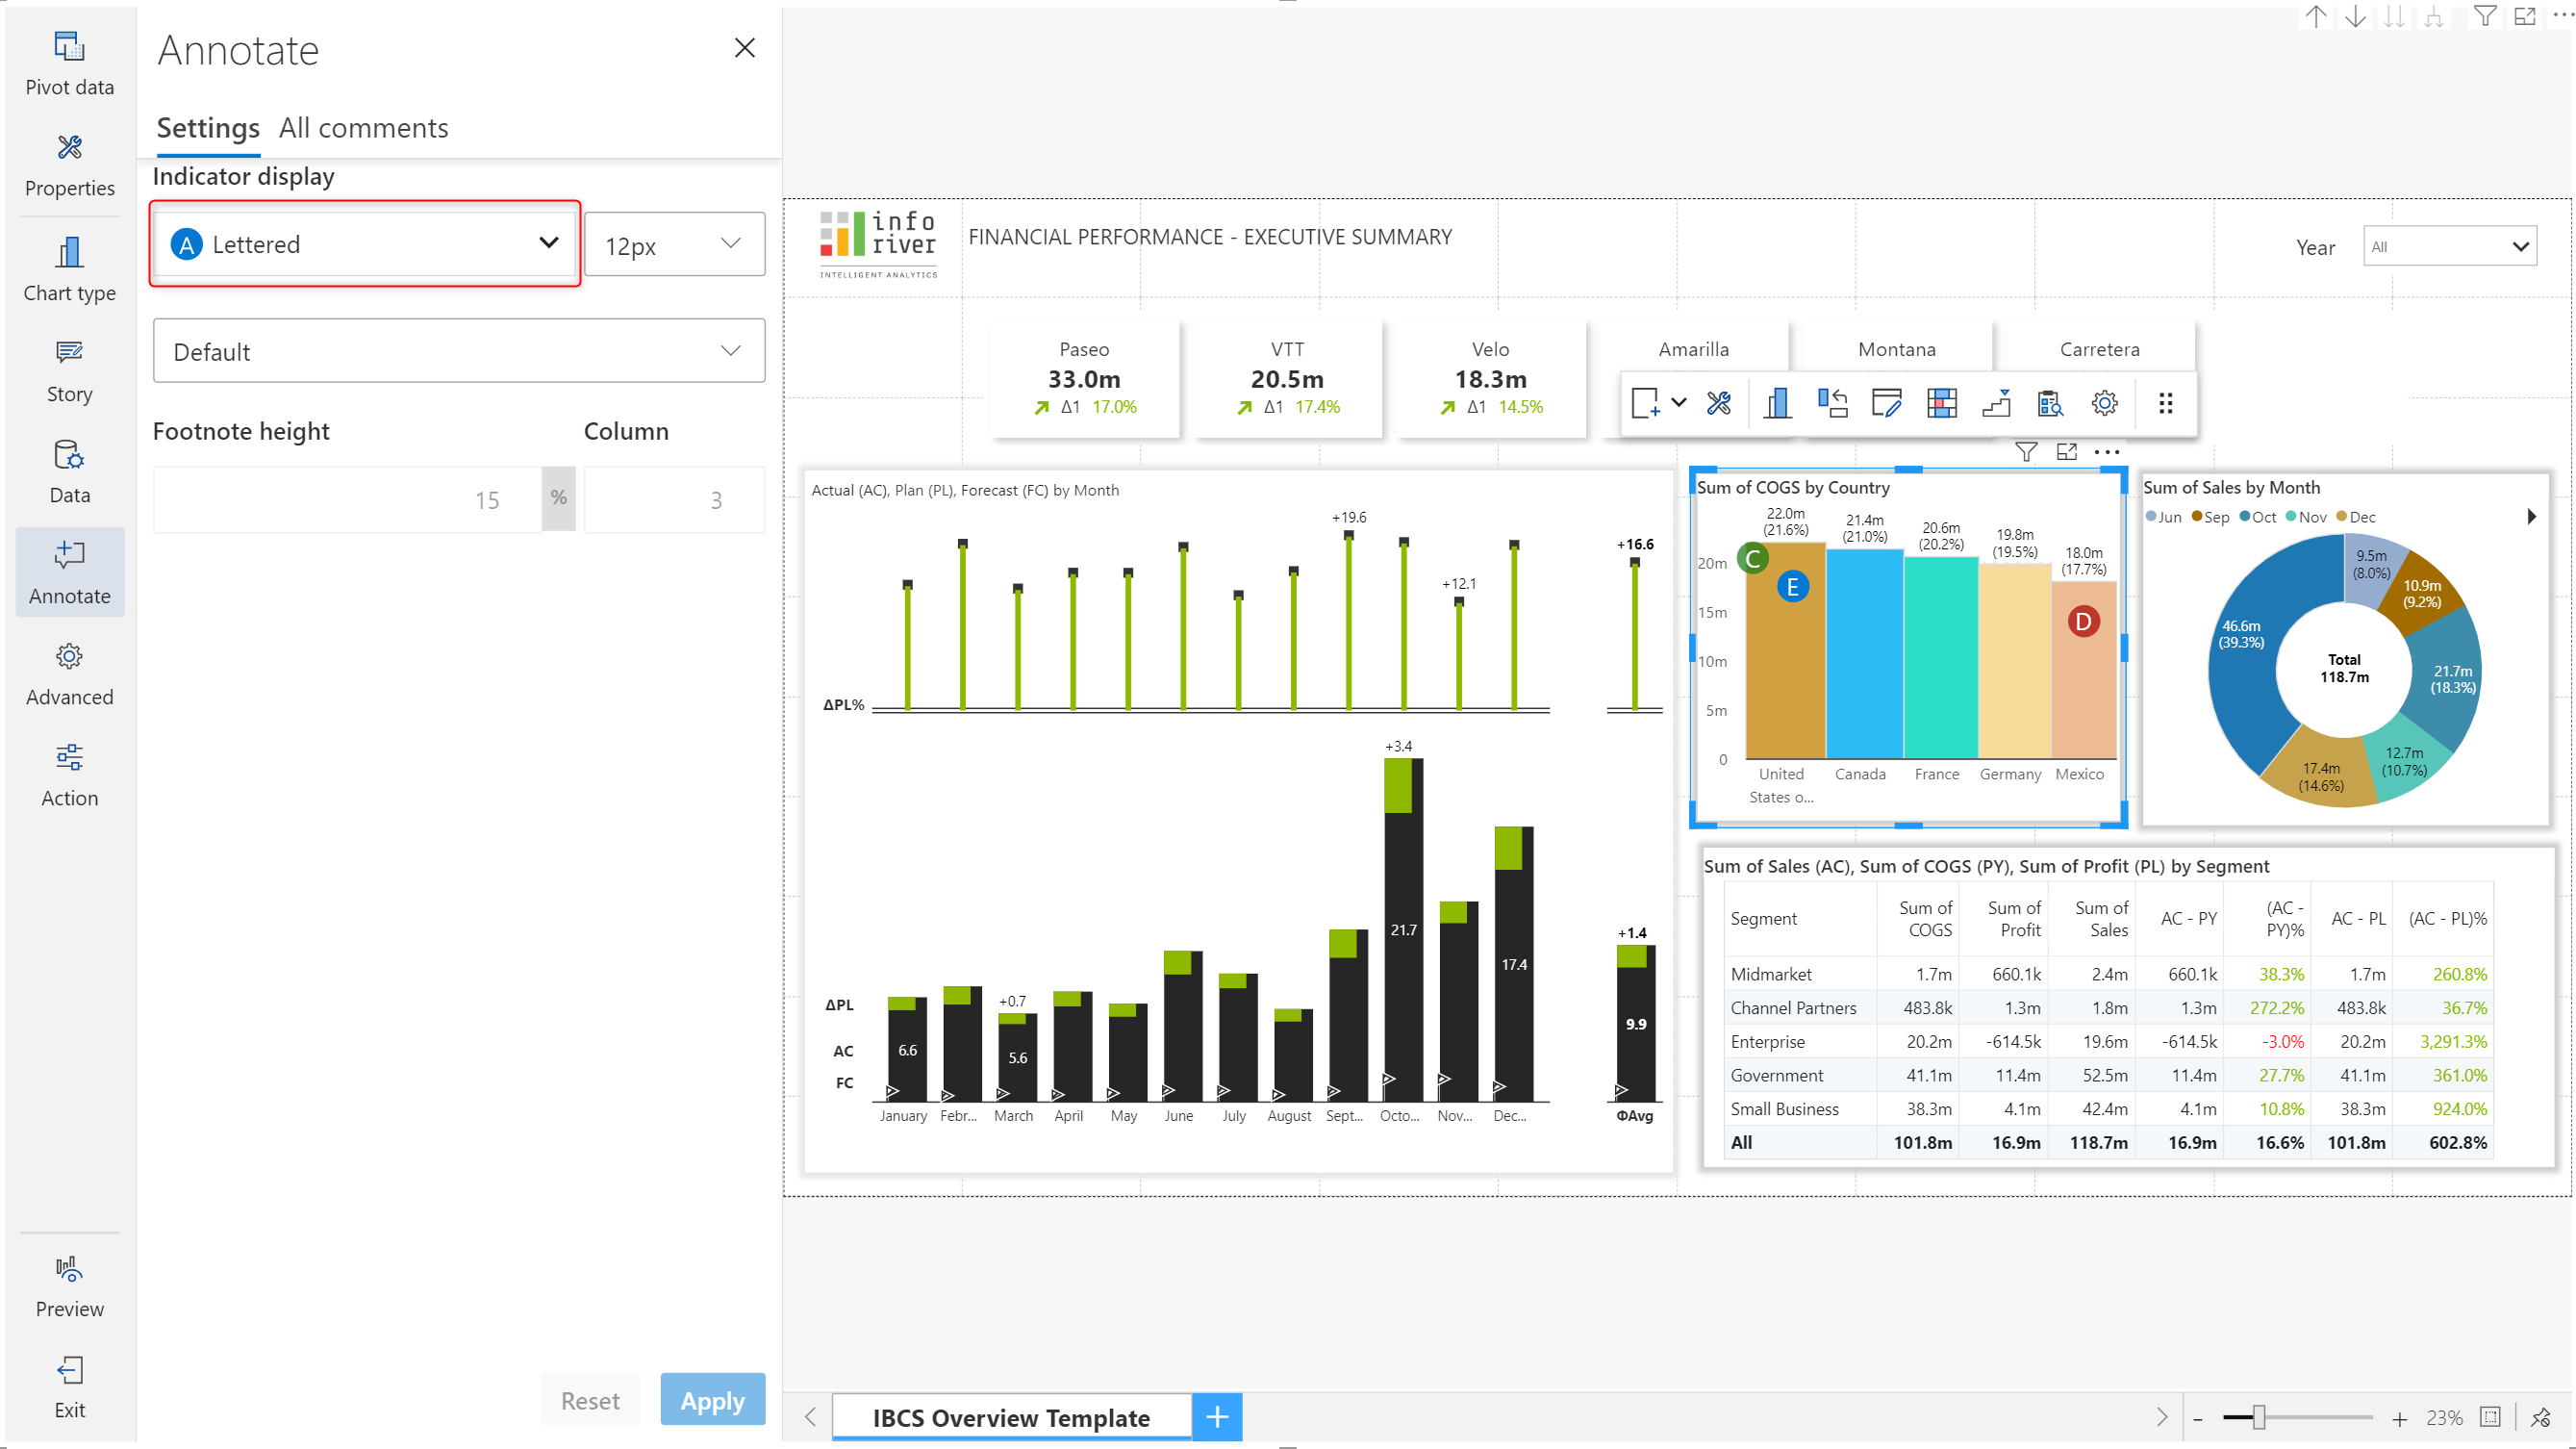 Pivot data
Properties
Chart type
Story
Data
Annotate
Advanced
Action
Preview
Exit
Annotate
Settings All comments
Indicator display
A Lettered
12px
Default
Footnote height Column
15 % 3
Reset Apply
info
river
INTELLIGENT ANALYTICS
FINANCIAL PERFORMANCE - EXECUTIVE SUMMARY
Year All
Paseo
33.0m
Δ1 17.0%
VTT
20.5m
Δ1 17.4%
Velo
18.3m
Δ1 14.5%
Amarilla
Montana
Carretera
Actual (AC), Plan (PL), Forecast (FC) by Month
+19.6
+12.1
+16.6
ΔPL%
+3.4
+0.7
+1.4
21.7
17.4
6.6
5.6
9.9
ΔPL
AC
FC
January Febr... March April May June July August Sept... Octo... Nov... Dec... ΦAvg
Sum of COGS by Country
22.0m
(21.6%)
21.4m
(21.0%)
20.6m
(20.2%)
19.8m
(19.5%)
18.0m
(17.7%)
20m
15m
10m
5m
0
C
E
D
United
States o...
Canada
France
Germany
Mexico
Sum of Sales by Month
Jun Sep Oct Nov Dec
9.5m
(8.0%)
10.9m
(9.2%)
21.7m
(18.3%)
12.7m
(10.7%)
17.4m
(14.6%)
46.6m
(39.3%)
Total
118.7m
Sum of Sales (AC), Sum of COGS (PY), Sum of Profit (PL) by Segment
Segment Sum of COGS Sum of Profit Sum of Sales AC - PY (AC - PY)% AC - PL (AC - PL)%
Midmarket 1.7m 660.1k 2.4m 660.1k 38.3% 1.7m 260.8%
Channel Partners 483.8k 1.3m 1.8m 1.3m 272.2% 483.8k 36.7%
Enterprise 20.2m -614.5k 19.6m -614.5k -3.0% 20.2m 3,291.3%
Government 41.1m 11.4m 52.5m 11.4m 27.7% 41.1m 361.0%
Small Business 38.3m 4.1m 42.4m 4.1m 10.8% 38.3m 924.0%
All 101.8m 16.9m 118.7m 16.9m 16.6% 101.8m 602.8%
IBCS Overview Template +
- + 23%